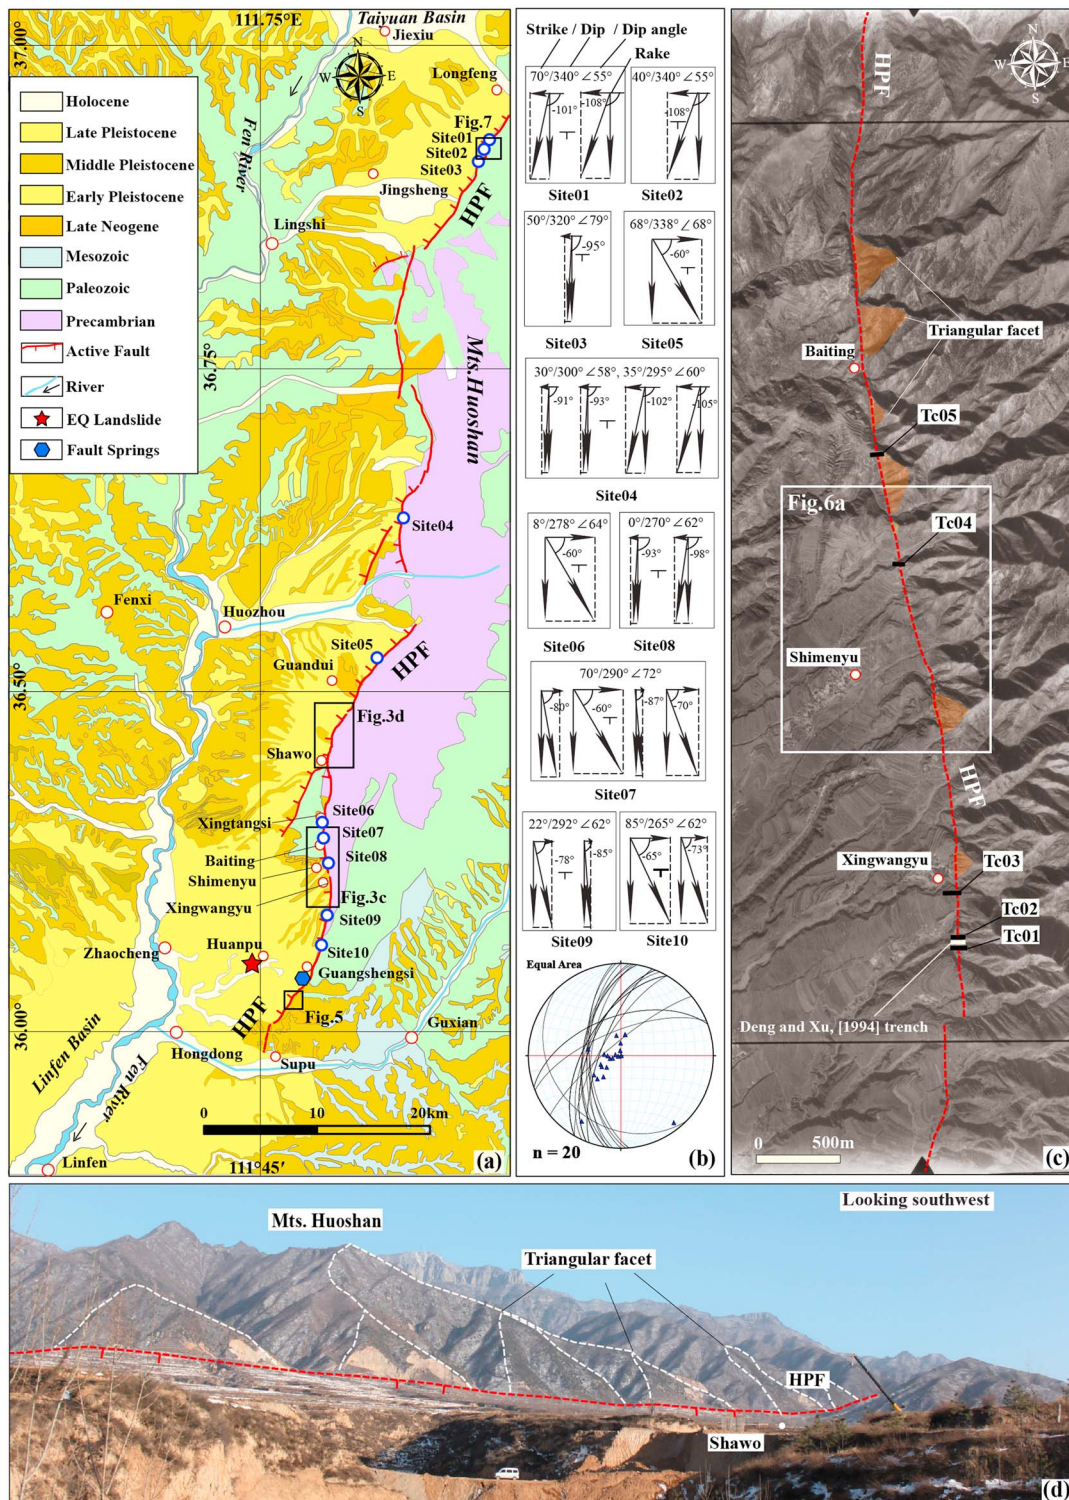 111.75°E
Taiyuan Basin
Jiexiu
37.00°
N
W
E
S
Longfeng
Holocene
Late Pleistocene
Middle Pleistocene
Early Pleistocene
Late Neogene
Mesozoic
Paleozoic
Precambrian
Active Fault
River
EQ Landslide
Fault Springs
Fen River
Fig.7
Site01
Site02
Site03
Jingsheng
HPF
Lingshi
36.75°
Mts.Huoshan
Site04
Fenxi
Huozhou
Site05
Guandui
HPF
36.50°
Fig.3d
Shawo
Site06
Xingtangsi
Site07
Baiting
Site08
Shimenyu
Xingwangyu
Fig.3c
Site09
Huanpu
Site10
Zhaocheng
Guangshengsi
HPF
Fig.5
36.00°
Guxian
Linfen Basin
Hongdong
Supu
Fen River
0 10 20km
Linfen
111°45′
(a)
Strike / Dip / Dip angle
Rake
70°/340°∠55°
-101°
-108°
Site01
40°/340°∠55°
-108°
Site02
50°/320°∠79°
-95°
Site03
68°/338°∠68°
-60°
Site05
30°/300°∠58°, 35°/295°∠60°
-91°
-93°
-102°
-105°
Site04
8°/278°∠64°
-60°
Site06
0°/270°∠62°
-93°
-98°
Site08
70°/290°∠72°
-80°
-60°
-87°
-70°
Site07
22°/292°∠62°
-78°
-85°
Site09
85°/265°∠62°
-65°
-73°
Site10
Equal Area
n = 20
(b)
HPF
N
W
E
S
Triangular facet
Baiting
Tc05
Fig.6a
Tc04
Shimenyu
HPF
Xingwangyu
Tc03
Tc02
Tc01
Deng and Xu, [1994] trench
0 500m
(c)
Looking southwest
Mts. Huoshan
Triangular facet
HPF
Shawo
(d)